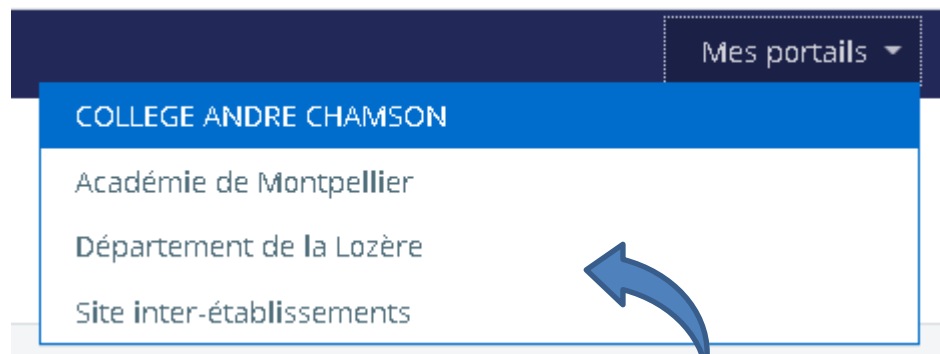 Mes portails
COLLEGE ANDRE CHAMSON
Académie de Montpellier
Département de la Lozère
Site inter-établissements